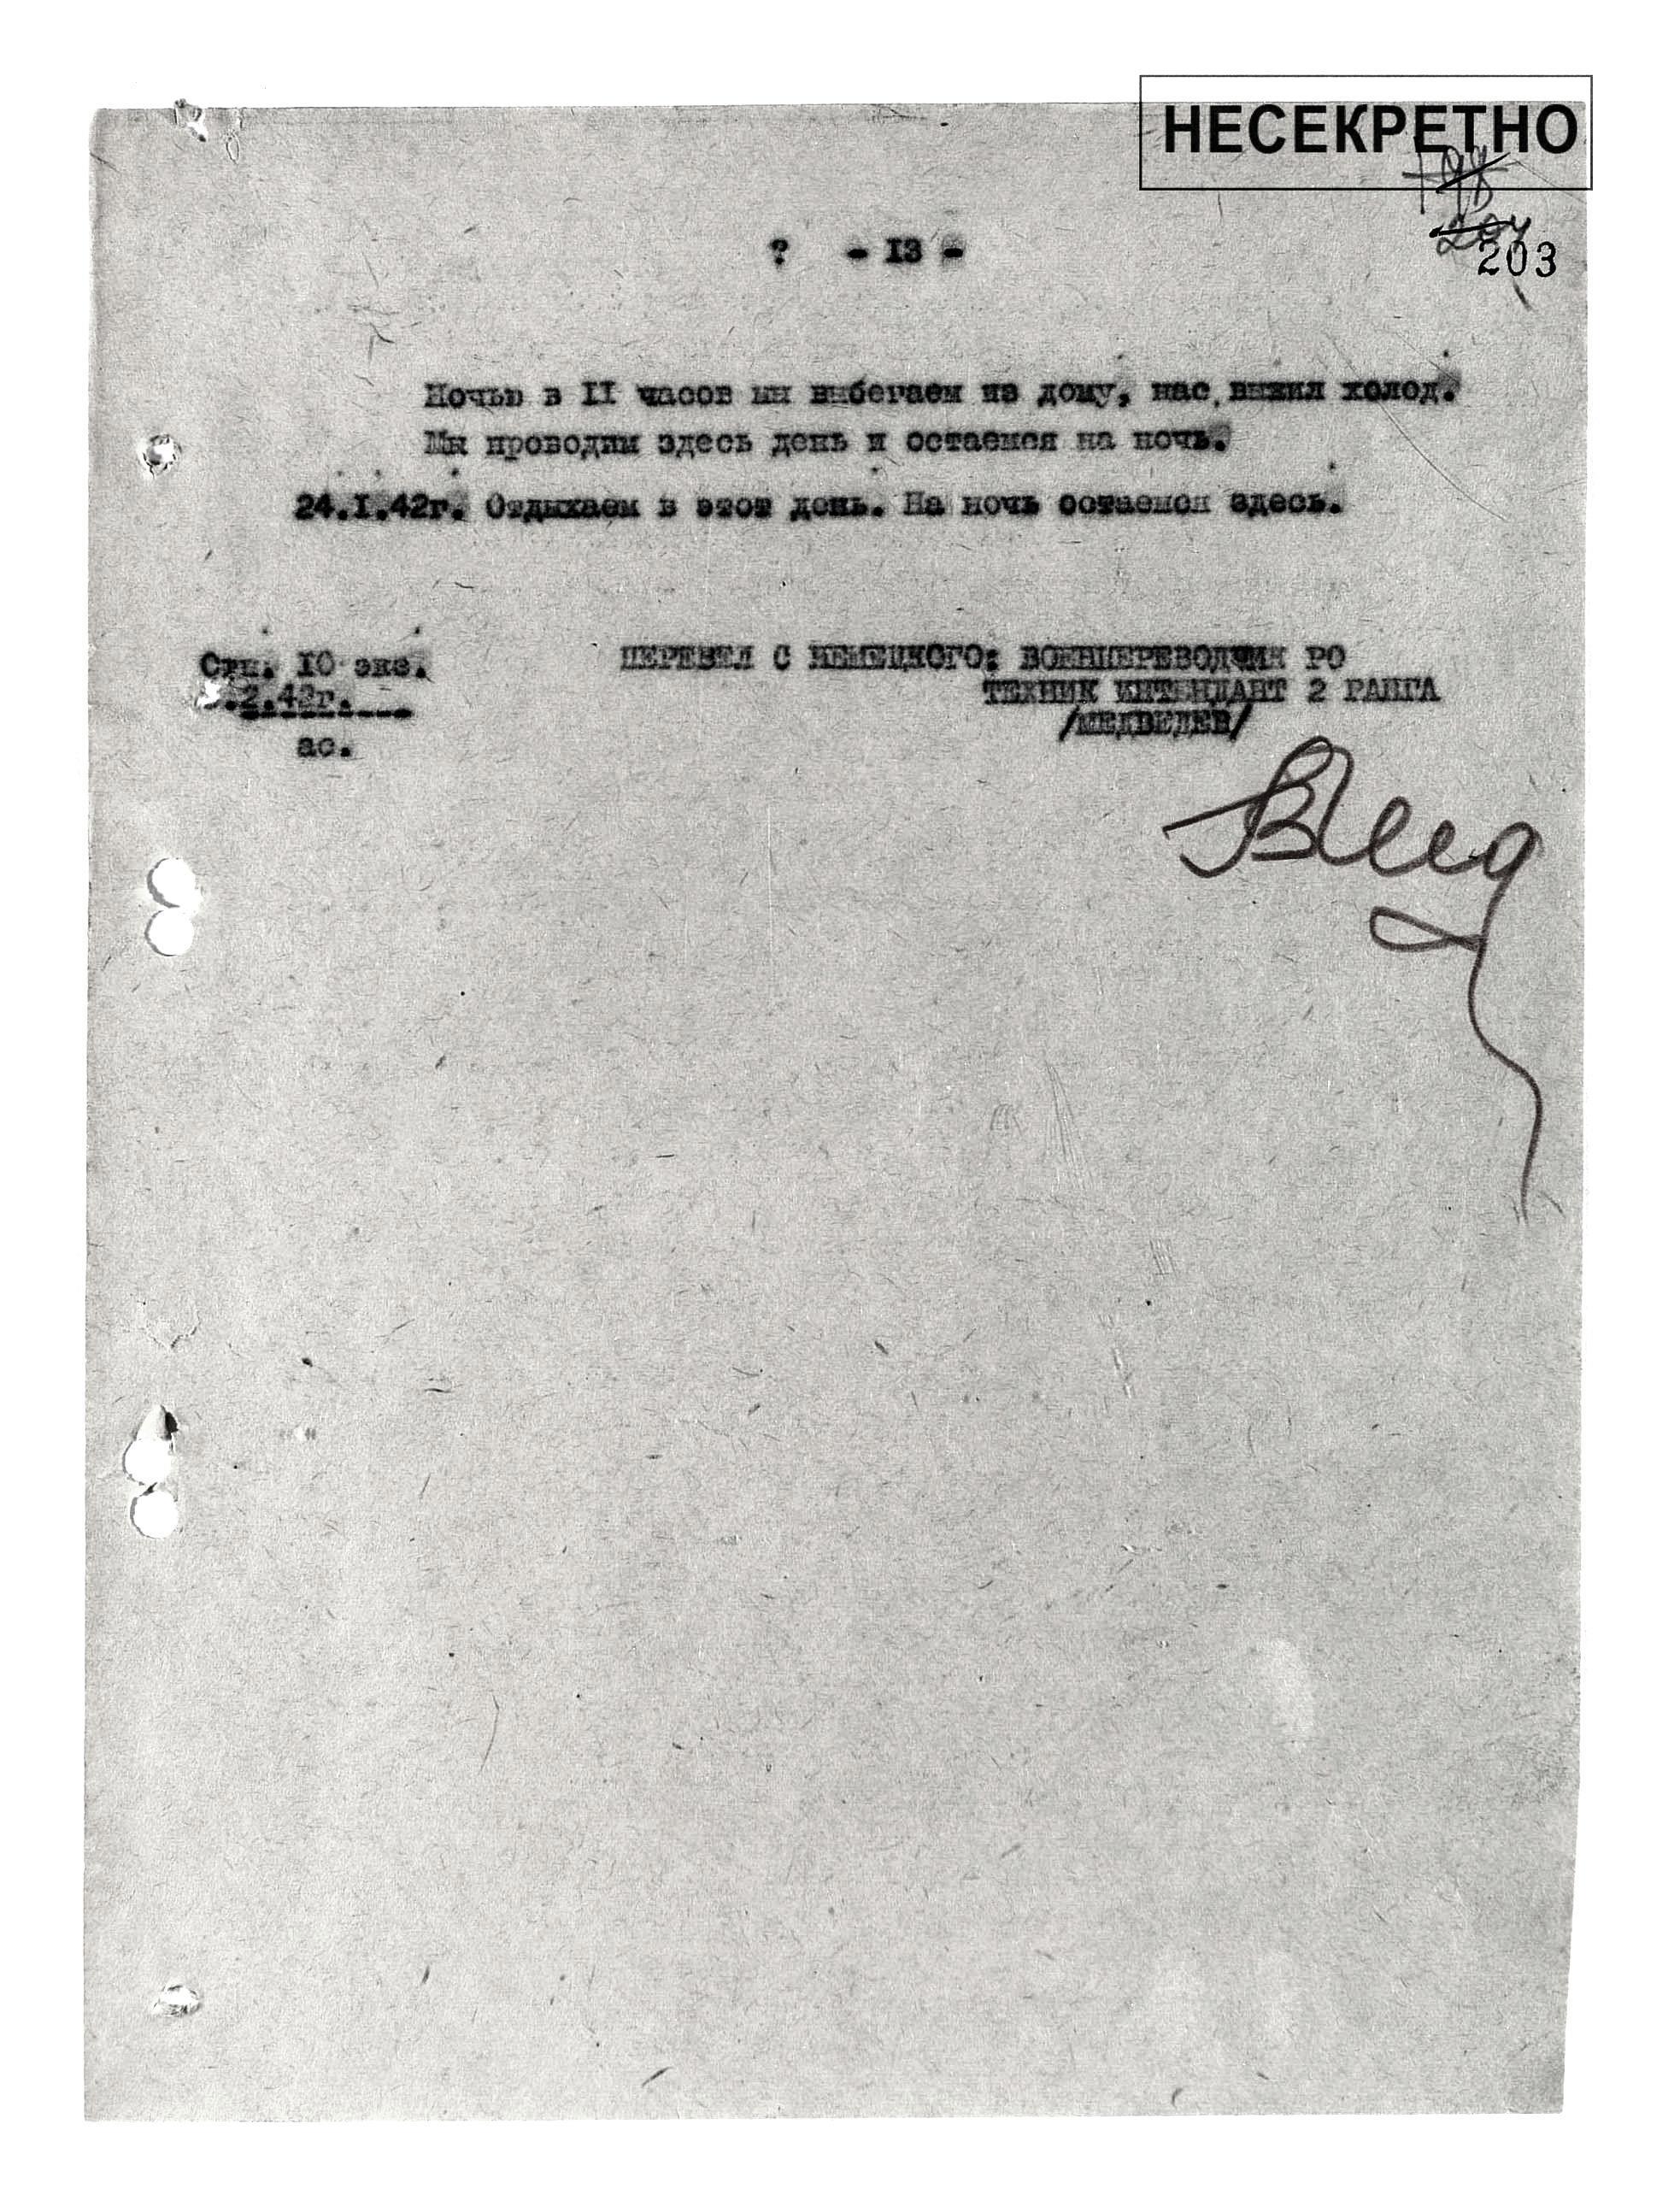 НЕСЕКРЕТНО
203
? - 13 -
Ночью в II часов мы выбегаем из дому, нас выжил холод.
Мы проводим здесь день и остаемся на ночь.
24.I.42г. Отдыхаем в этот день. На ночь остаемся здесь.
Отп. 10 экз.
.2.42г.
ас.
ПЕРЕВЕЛ С НЕМЕЦКОГО: ВОЕНПЕРЕВОДЧИК РО
ТЕХНИК ИНТЕНДАНТ 2 РАНГА
/МЕДВЕДЕВ/